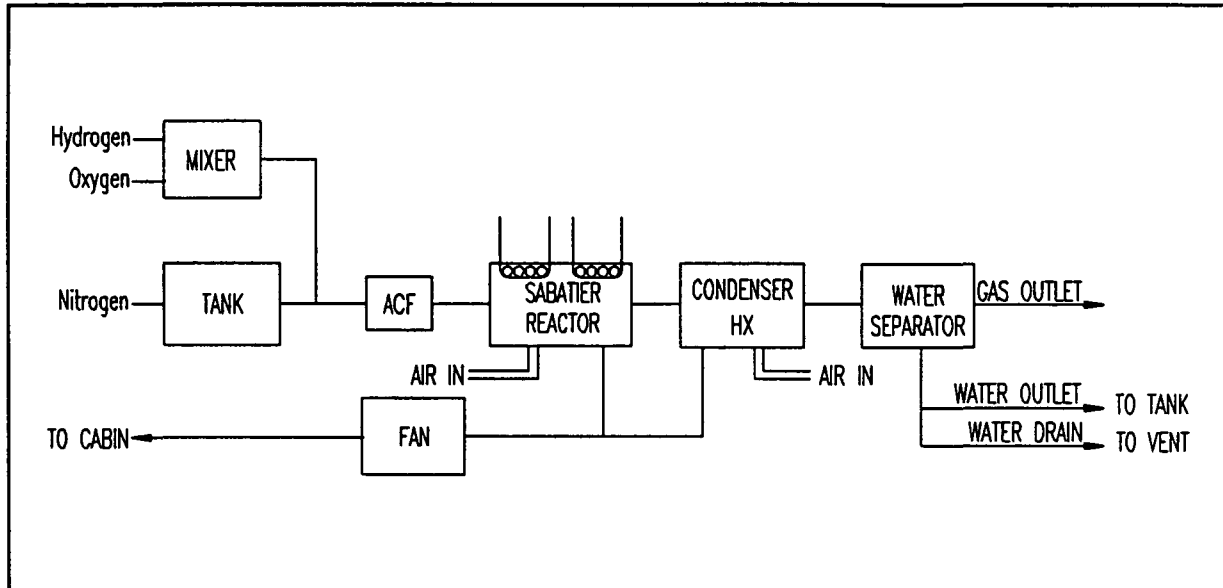 Hydrogen
MIXER
Oxygen
Nitrogen
TANK
ACF
SABATIER
REACTOR
CONDENSER
HX
WATER
SEPARATOR
GAS OUTLET
AIR IN
AIR IN
WATER OUTLET
TO TANK
TO CABIN
FAN
WATER DRAIN
TO VENT